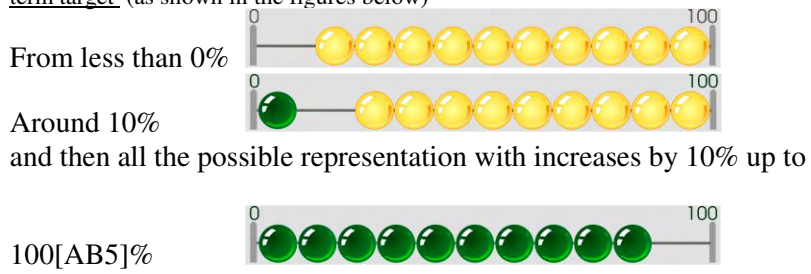 term target (as shown in the figures below)
0 100
From less than 0%
0 100
Around 10%
and then all the possible representation with increases by 10% up to
0 100
100[AB5]%